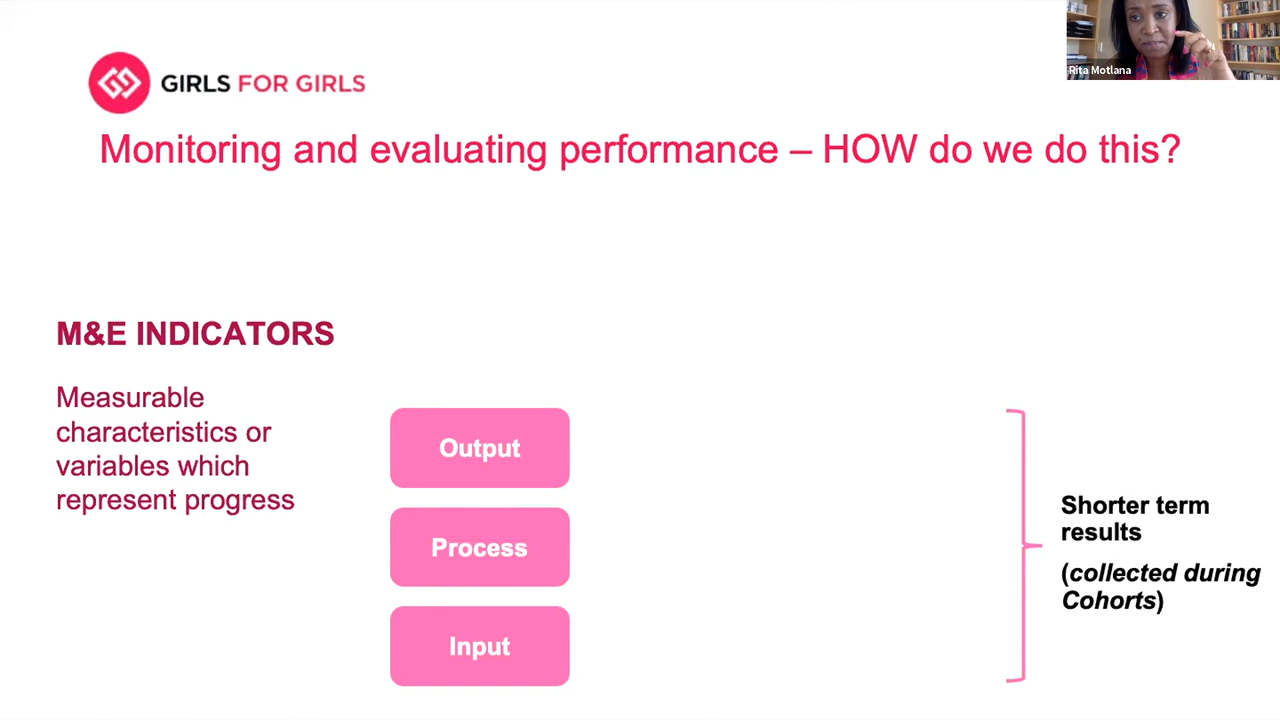 Rita Motlana
GIRLS FOR GIRLS
Monitoring and evaluating performance – HOW do we do this?
M&E INDICATORS
Measurable
characteristics or
variables which
represent progress
Output
Process
Input
Shorter term
results
(collected during
Cohorts)